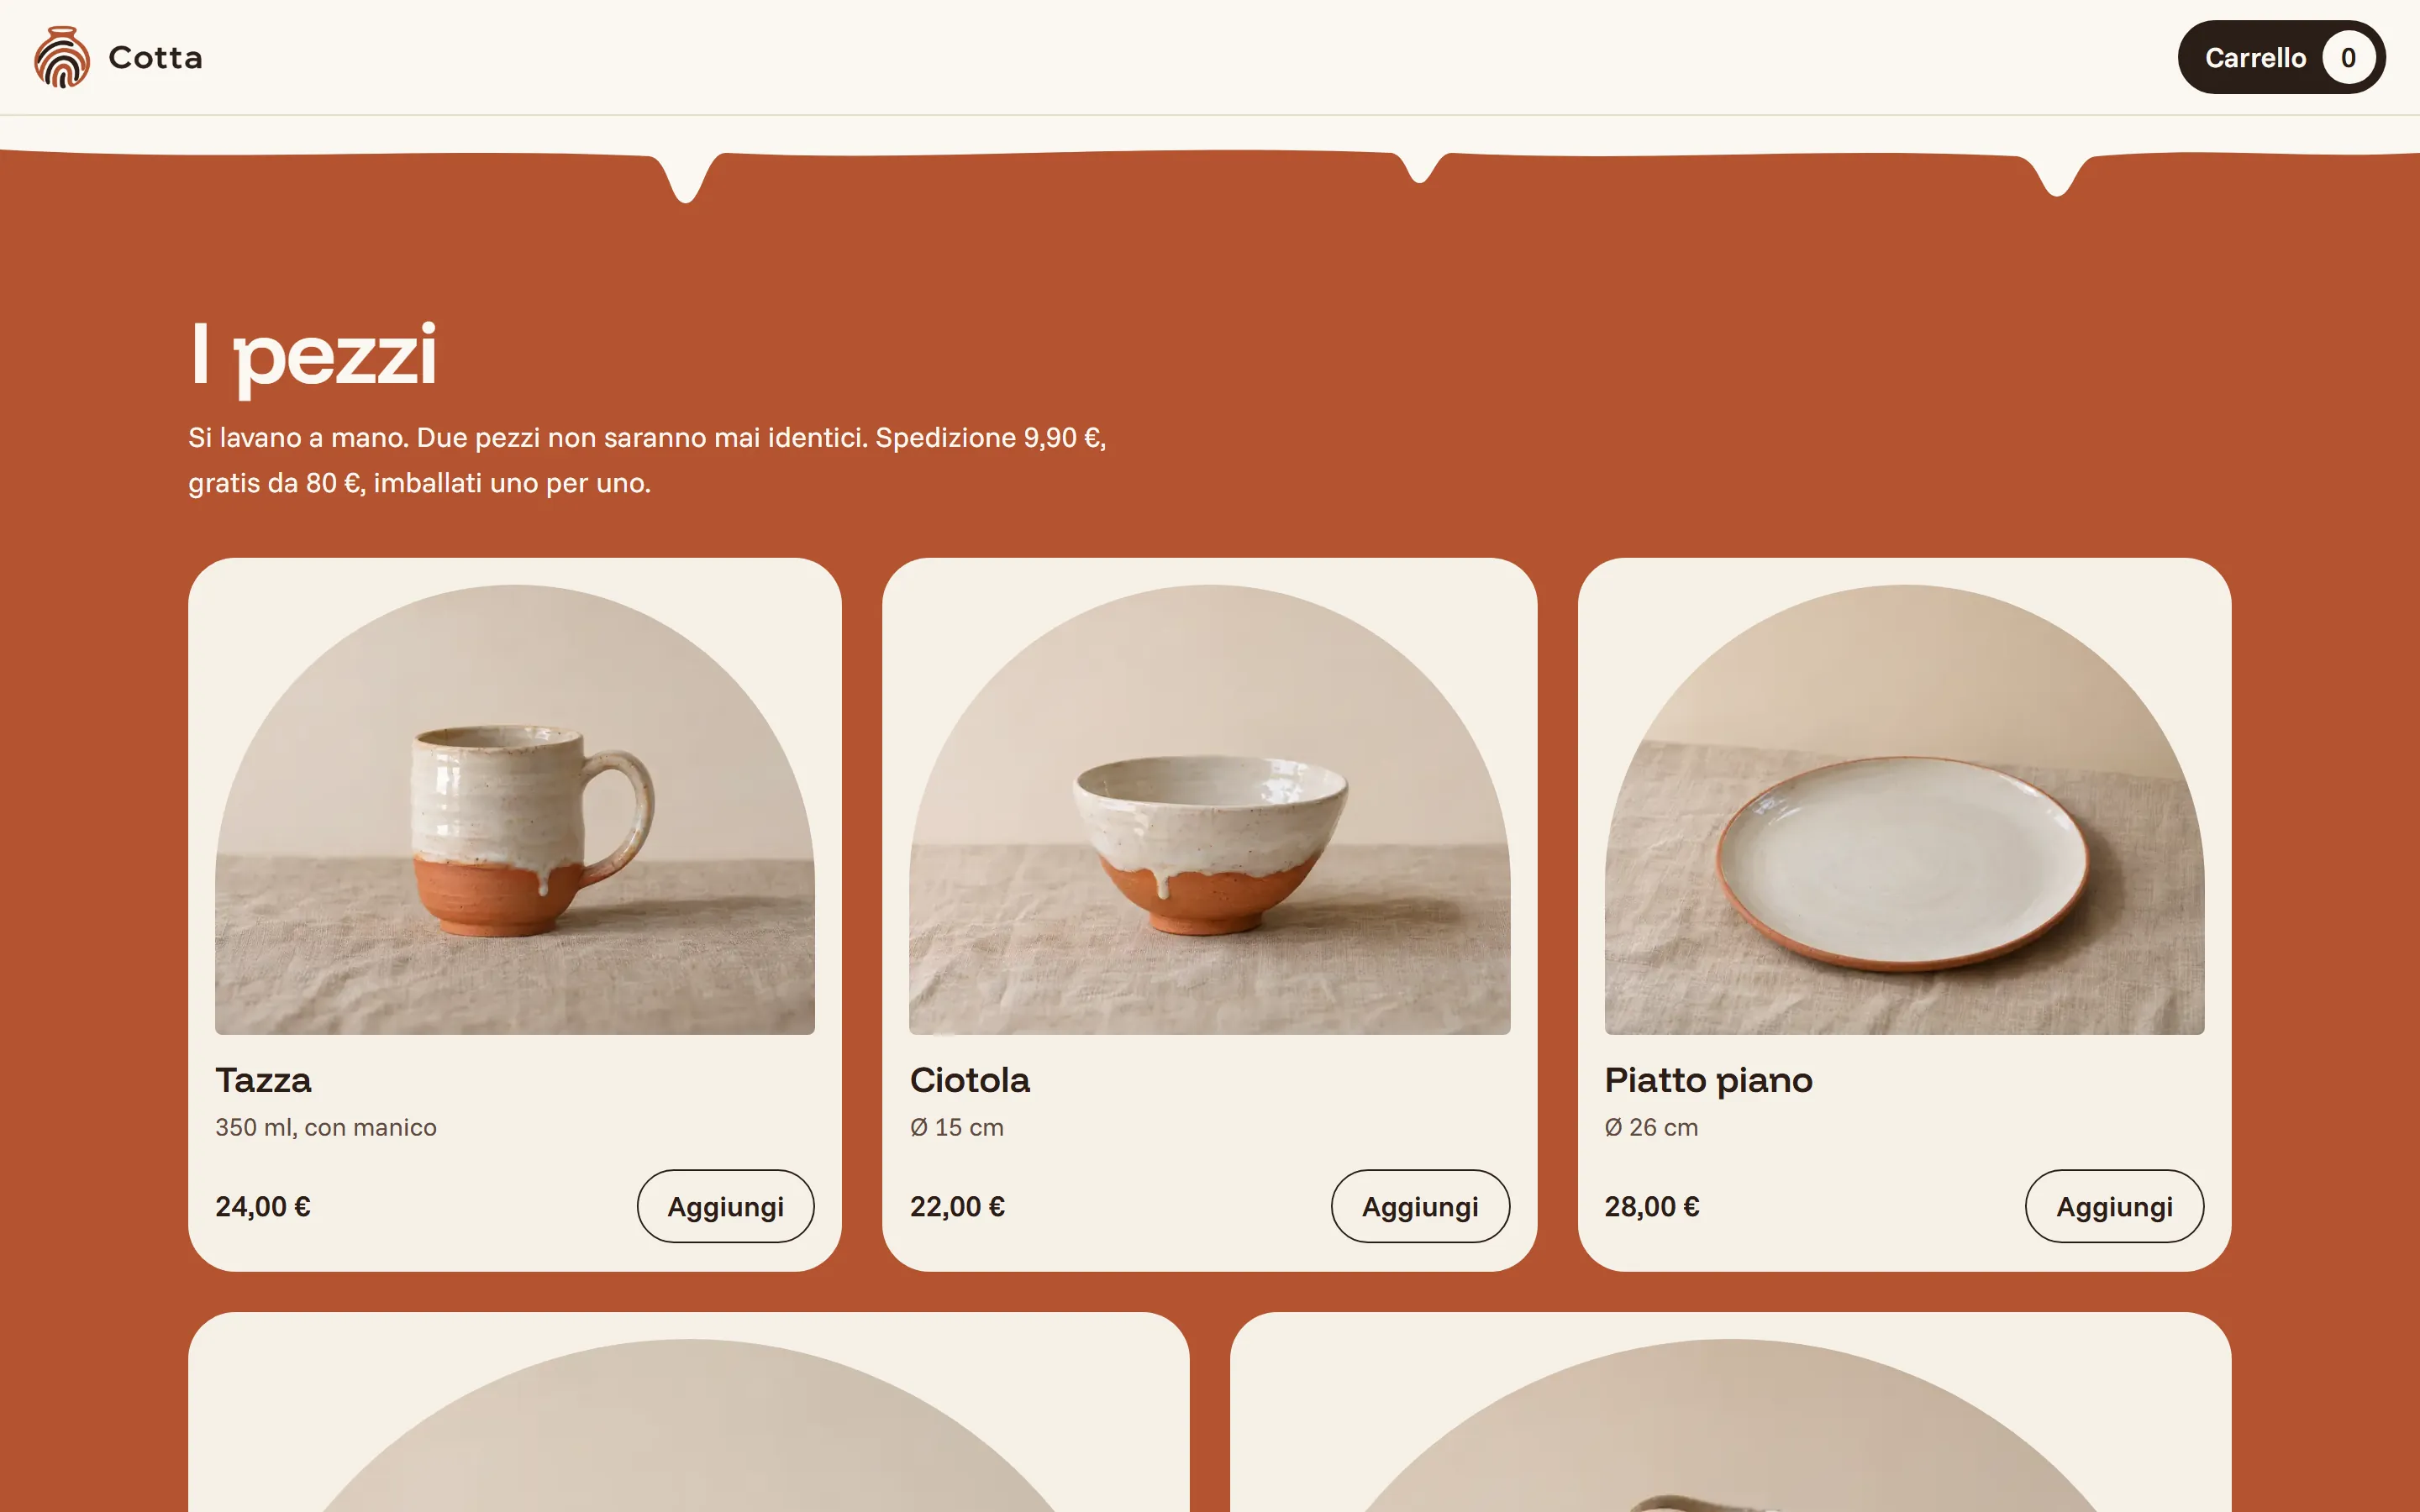 Cotta
Carrello 0
I pezzi
Si lavano a mano. Due pezzi non saranno mai identici. Spedizione 9,90 €,
gratis da 80 €, imballati uno per uno.
Tazza
350 ml, con manico
24,00 €
Aggiungi
Ciotola
Ø 15 cm
22,00 €
Aggiungi
Piatto piano
Ø 26 cm
28,00 €
Aggiungi